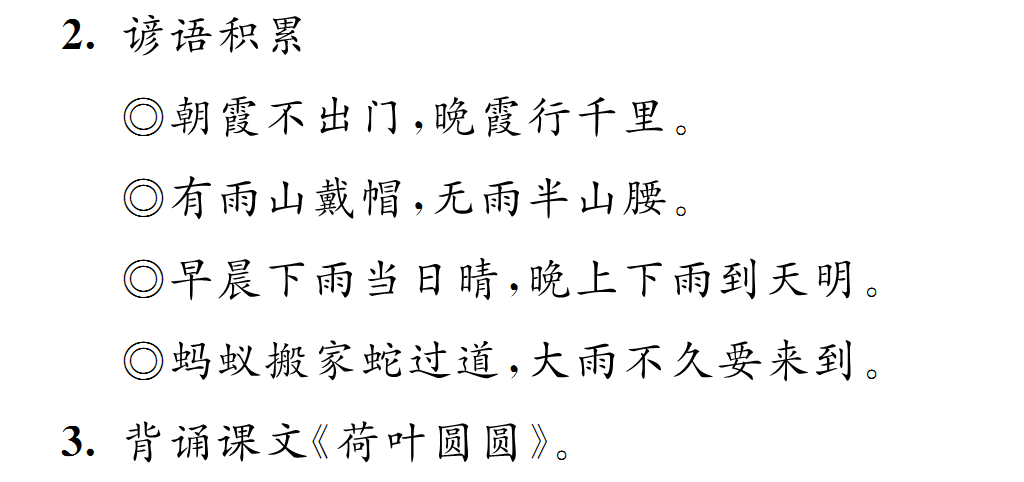 2. 谚语积累
◎朝霞不出门,晚霞行千里。
◎有雨山戴帽,无雨半山腰。
◎早晨下雨当日晴,晚上下雨到天明。
◎蚂蚁搬家蛇过道,大雨不久要来到。
3. 背诵课文《荷叶圆圆》。